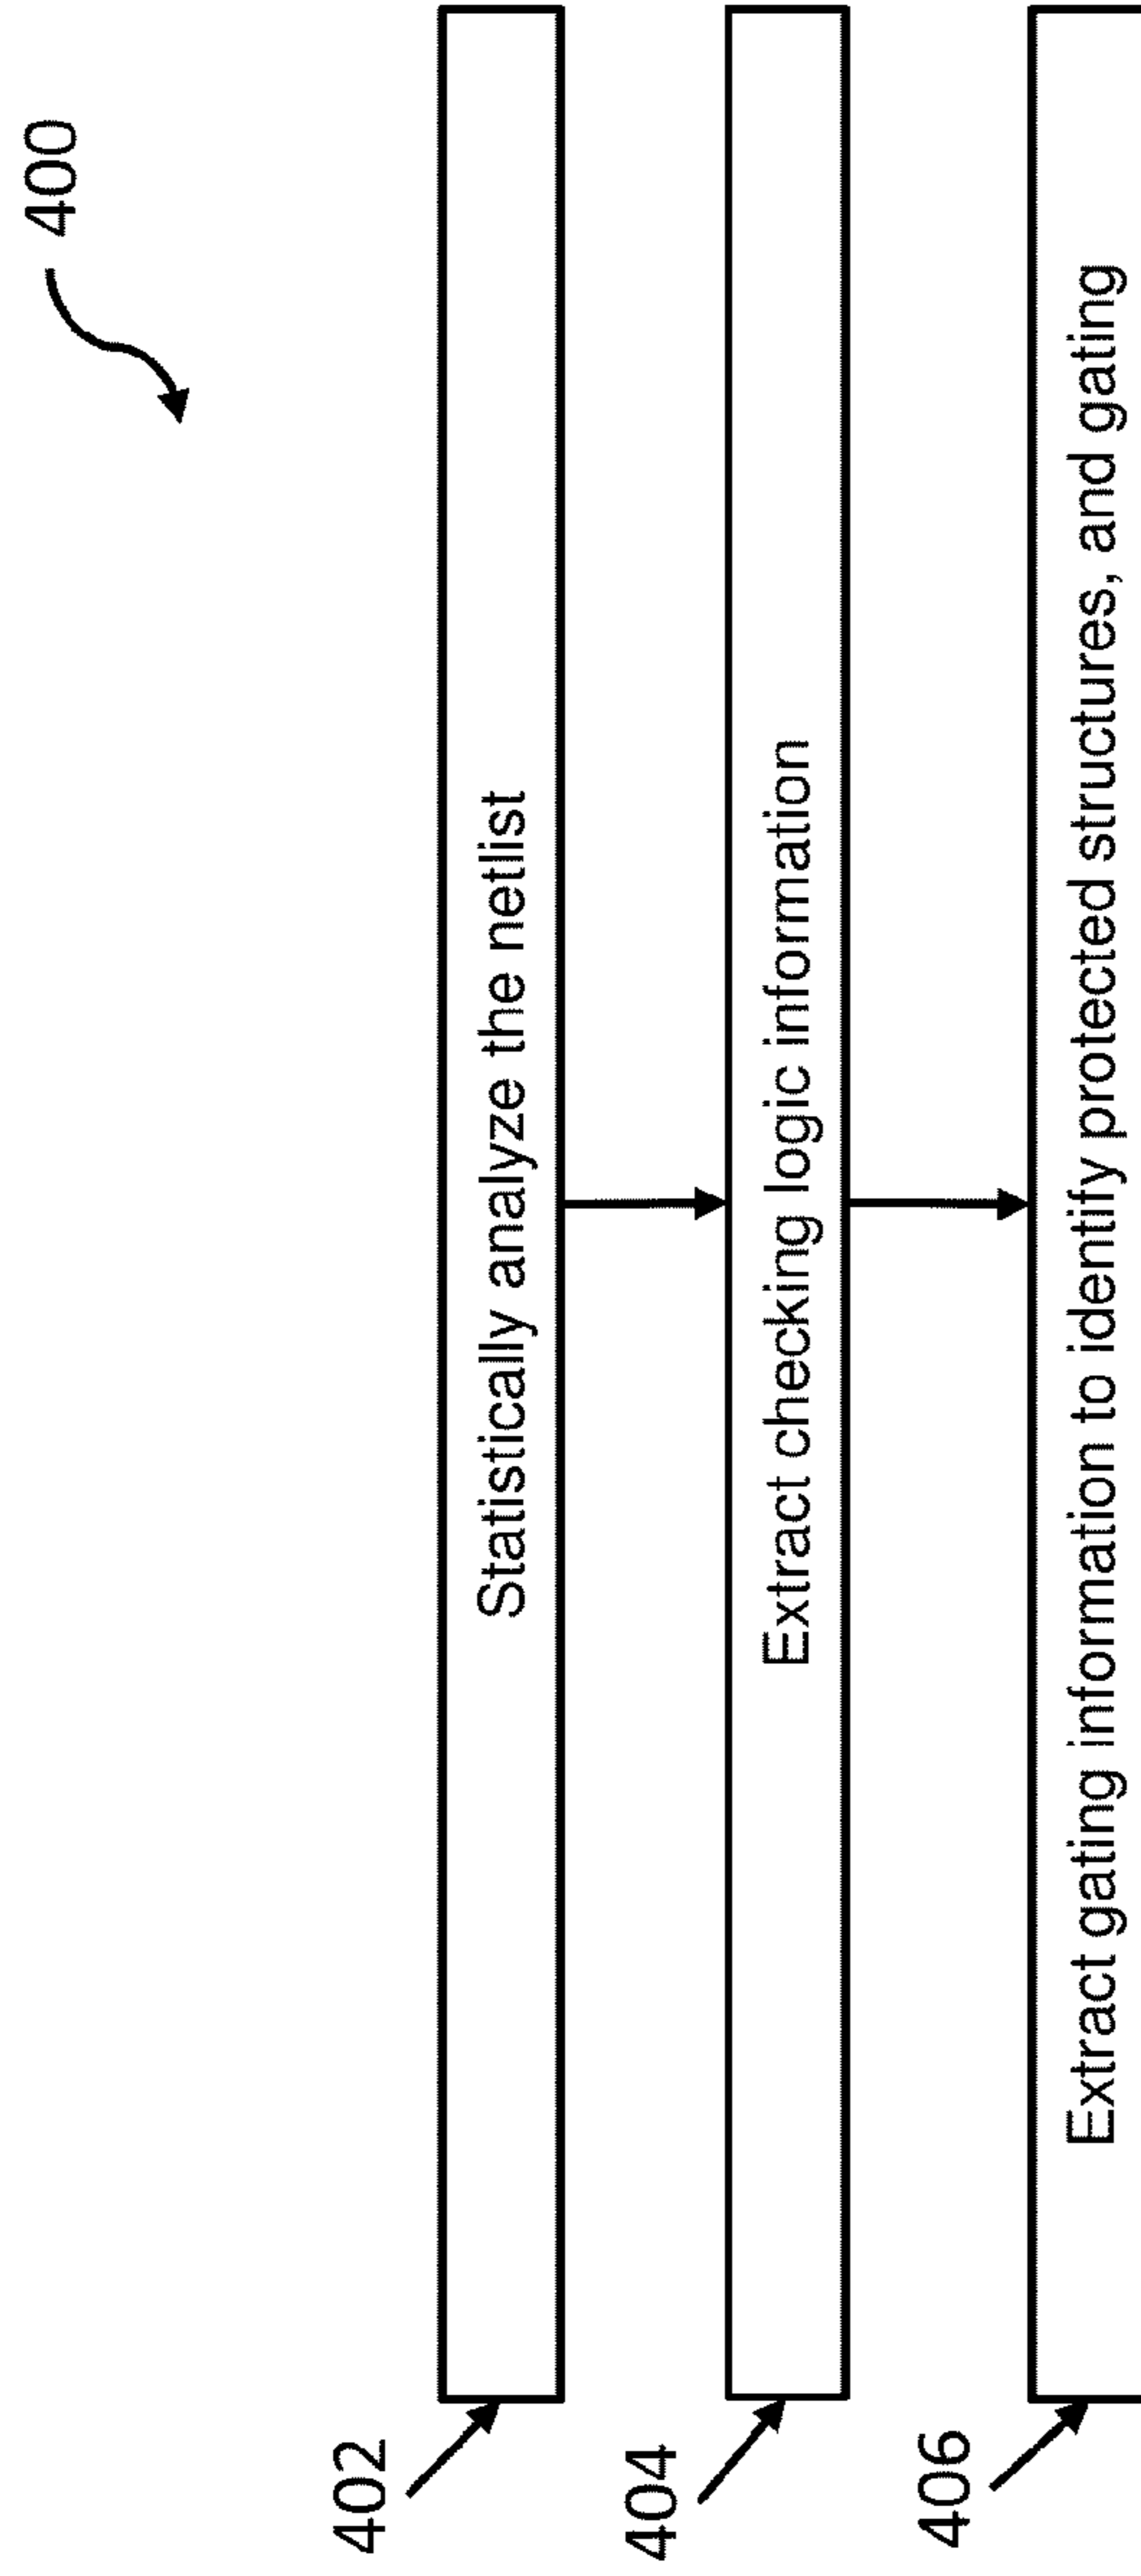 400
402
Statistically analyze the netlist
404
Extract checking logic information
406
Extract gating information to identify protected structures, and gating